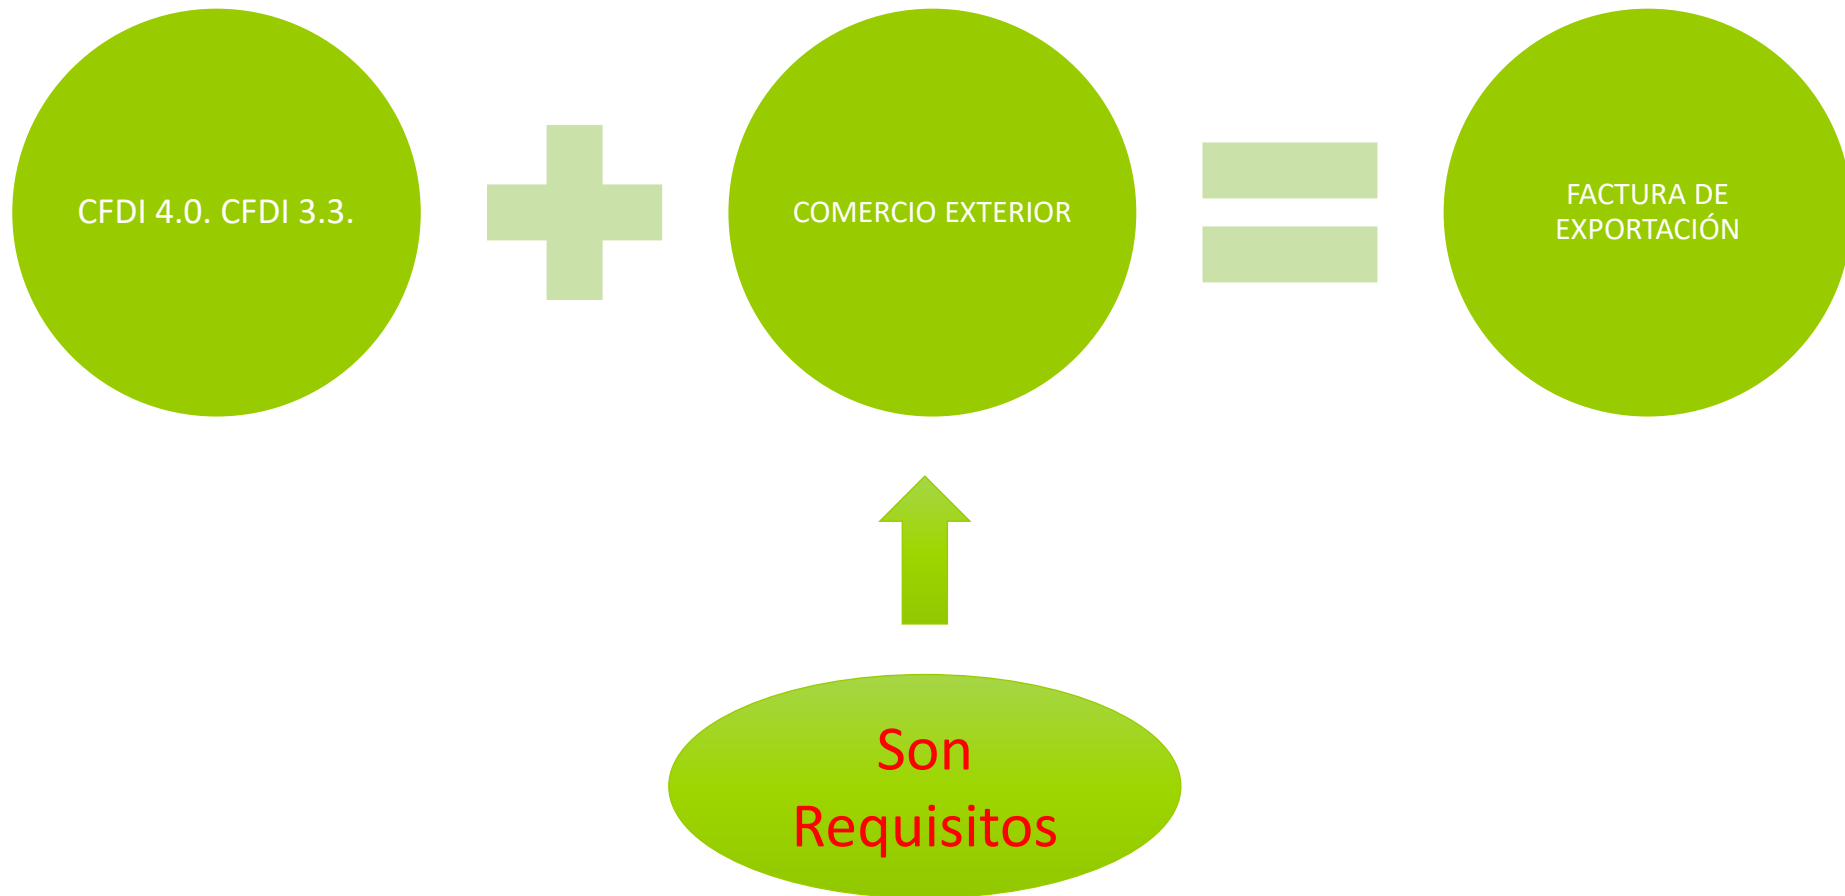 CFDI 4.0. CFDI 3.3.
COMERCIO EXTERIOR
FACTURA DE
EXPORTACIÓN
Son
Requisitos